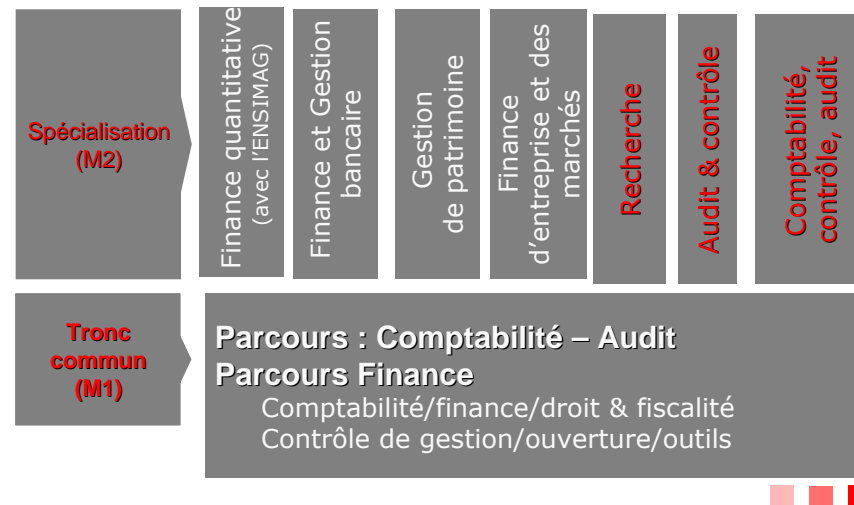 Spécialisation
(M2)
Finance quantitative
(avec l'ENSIMAG)
Finance et Gestion
bancaire
Gestion
de patrimoine
Finance
d'entreprise et des
marchés
Recherche
Audit & contrôle
Comptabilité,
contrôle, audit
Tronc
commun
(M1)
Parcours : Comptabilité – Audit
Parcours Finance
Comptabilité/finance/droit & fiscalité
Contrôle de gestion/ouverture/outils